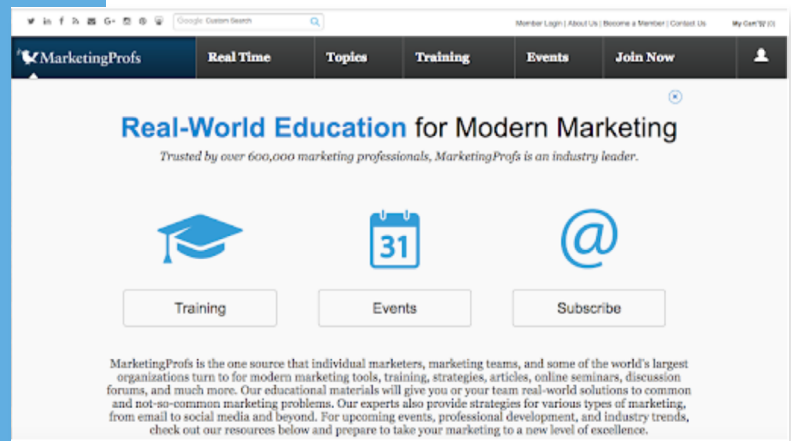 Google Custom Search
Member Login | About Us | Become a Member | Contact Us
My Cart (0)
MarketingProfs
Real Time
Topics
Training
Events
Join Now
Real-World Education for Modern Marketing
Trusted by over 600,000 marketing professionals, MarketingProfs is an industry leader.
31
@
Training
Events
Subscribe
MarketingProfs is the one source that individual marketers, marketing teams, and some of the world's largest
organizations turn to for modern marketing tools, training, strategies, articles, online seminars, discussion
forums, and much more. Our educational materials will give you or your team real-world solutions to common
and not-so-common marketing problems. Our experts also provide strategies for various types of marketing,
from email to social media and beyond. For upcoming events, professional development, and industry trends,
check out our resources below and prepare to take your marketing to a new level of excellence.